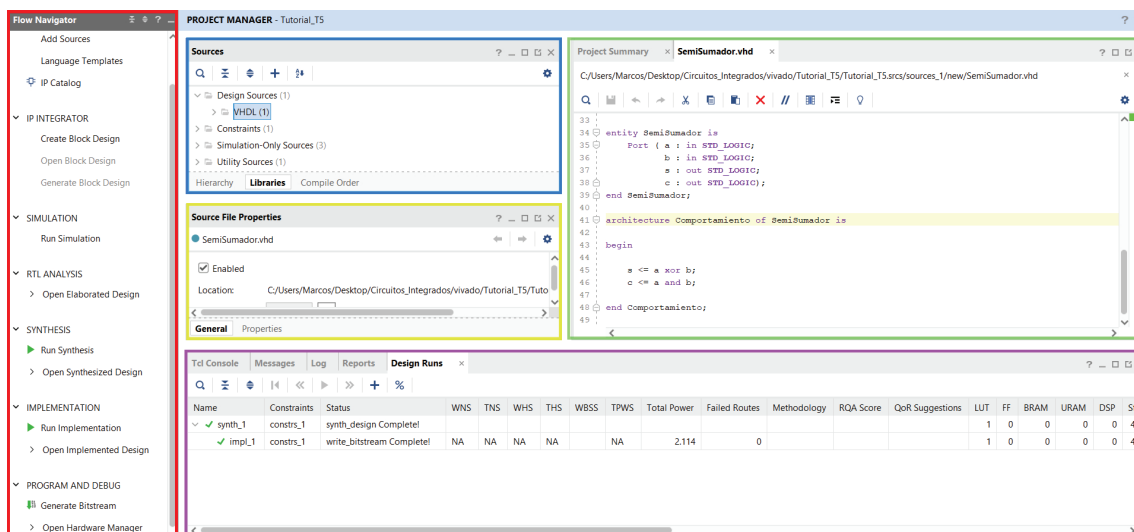 Flow Navigator
PROJECT MANAGER - Tutorial_T5
Add Sources
Language Templates
IP Catalog
IP INTEGRATOR
Create Block Design
Open Block Design
Generate Block Design
SIMULATION
Run Simulation
RTL ANALYSIS
Open Elaborated Design
SYNTHESIS
Run Synthesis
Open Synthesized Design
IMPLEMENTATION
Run Implementation
Open Implemented Design
PROGRAM AND DEBUG
Generate Bitstream
Open Hardware Manager
Sources
Design Sources (1)
VHDL (1)
Constraints (1)
Simulation-Only Sources (3)
Utility Sources (1)
Hierarchy Libraries Compile Order
Source File Properties
SemiSumador.vhd
Enabled
Location: C:/Users/Marcos/Desktop/Circuitos_Integrados/vivado/Tutorial_T5/Tuto
General Properties
Project Summary SemiSumador.vhd
C:/Users/Marcos/Desktop/Circuitos_Integrados/vivado/Tutorial_T5/Tutorial_T5.srcs/sources_1/new/SemiSumador.vhd
33
34 entity SemiSumador is
35 Port ( a : in STD_LOGIC;
36 b : in STD_LOGIC;
37 s : out STD_LOGIC;
38 c : out STD_LOGIC);
39 end SemiSumador;
40
41 architecture Comportamiento of SemiSumador is
42
43 begin
44
45 s <= a xor b;
46 c <= a and b;
47
48 end Comportamiento;
49
Tcl Console Messages Log Reports Design Runs
Name Constraints Status WNS TNS WHS THS WBSS TPWS Total Power Failed Routes Methodology RQA Score QoR Suggestions LUT FF BRAM URAM DSP St
synth_1 constrs_1 synth_design Complete! 1 0 0 0 0 4
impl_1 constrs_1 write_bitstream Complete! NA NA NA NA NA 2.114 0 1 0 0 0 0 4